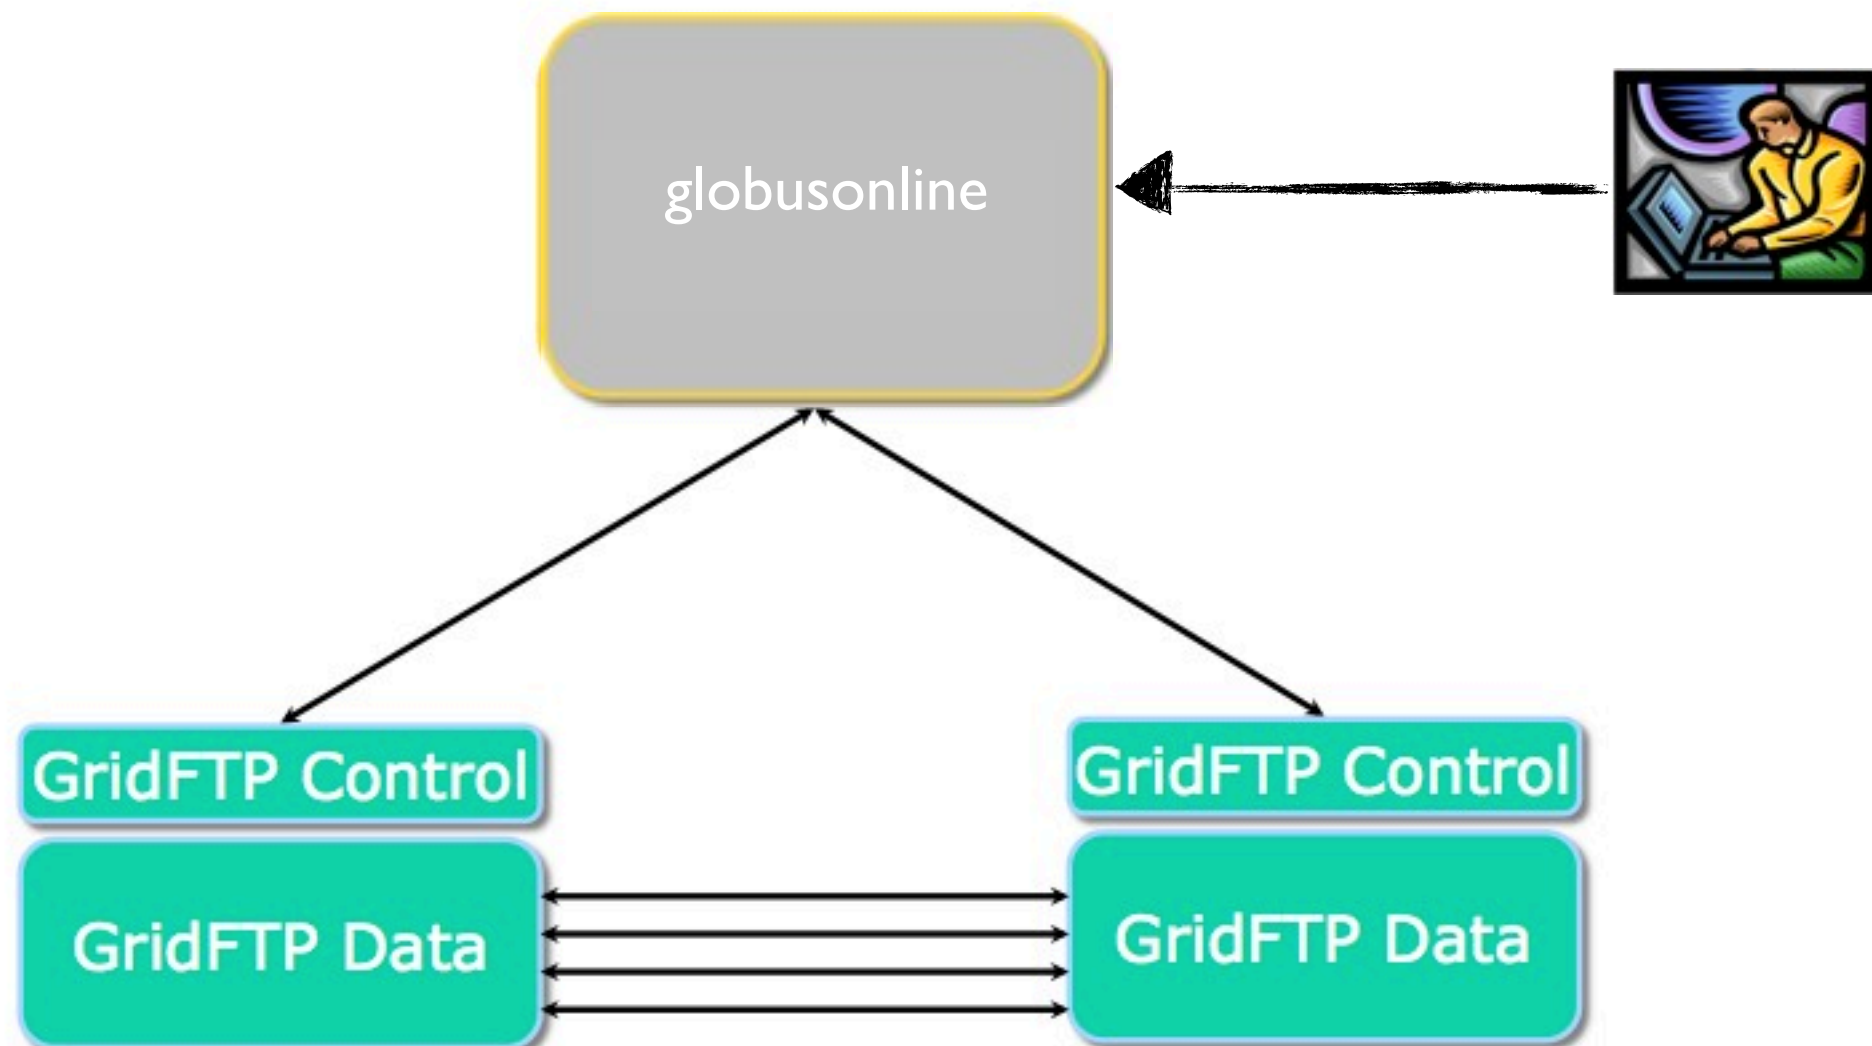 globusonline
GridFTP Control
GridFTP Control
GridFTP Data
GridFTP Data